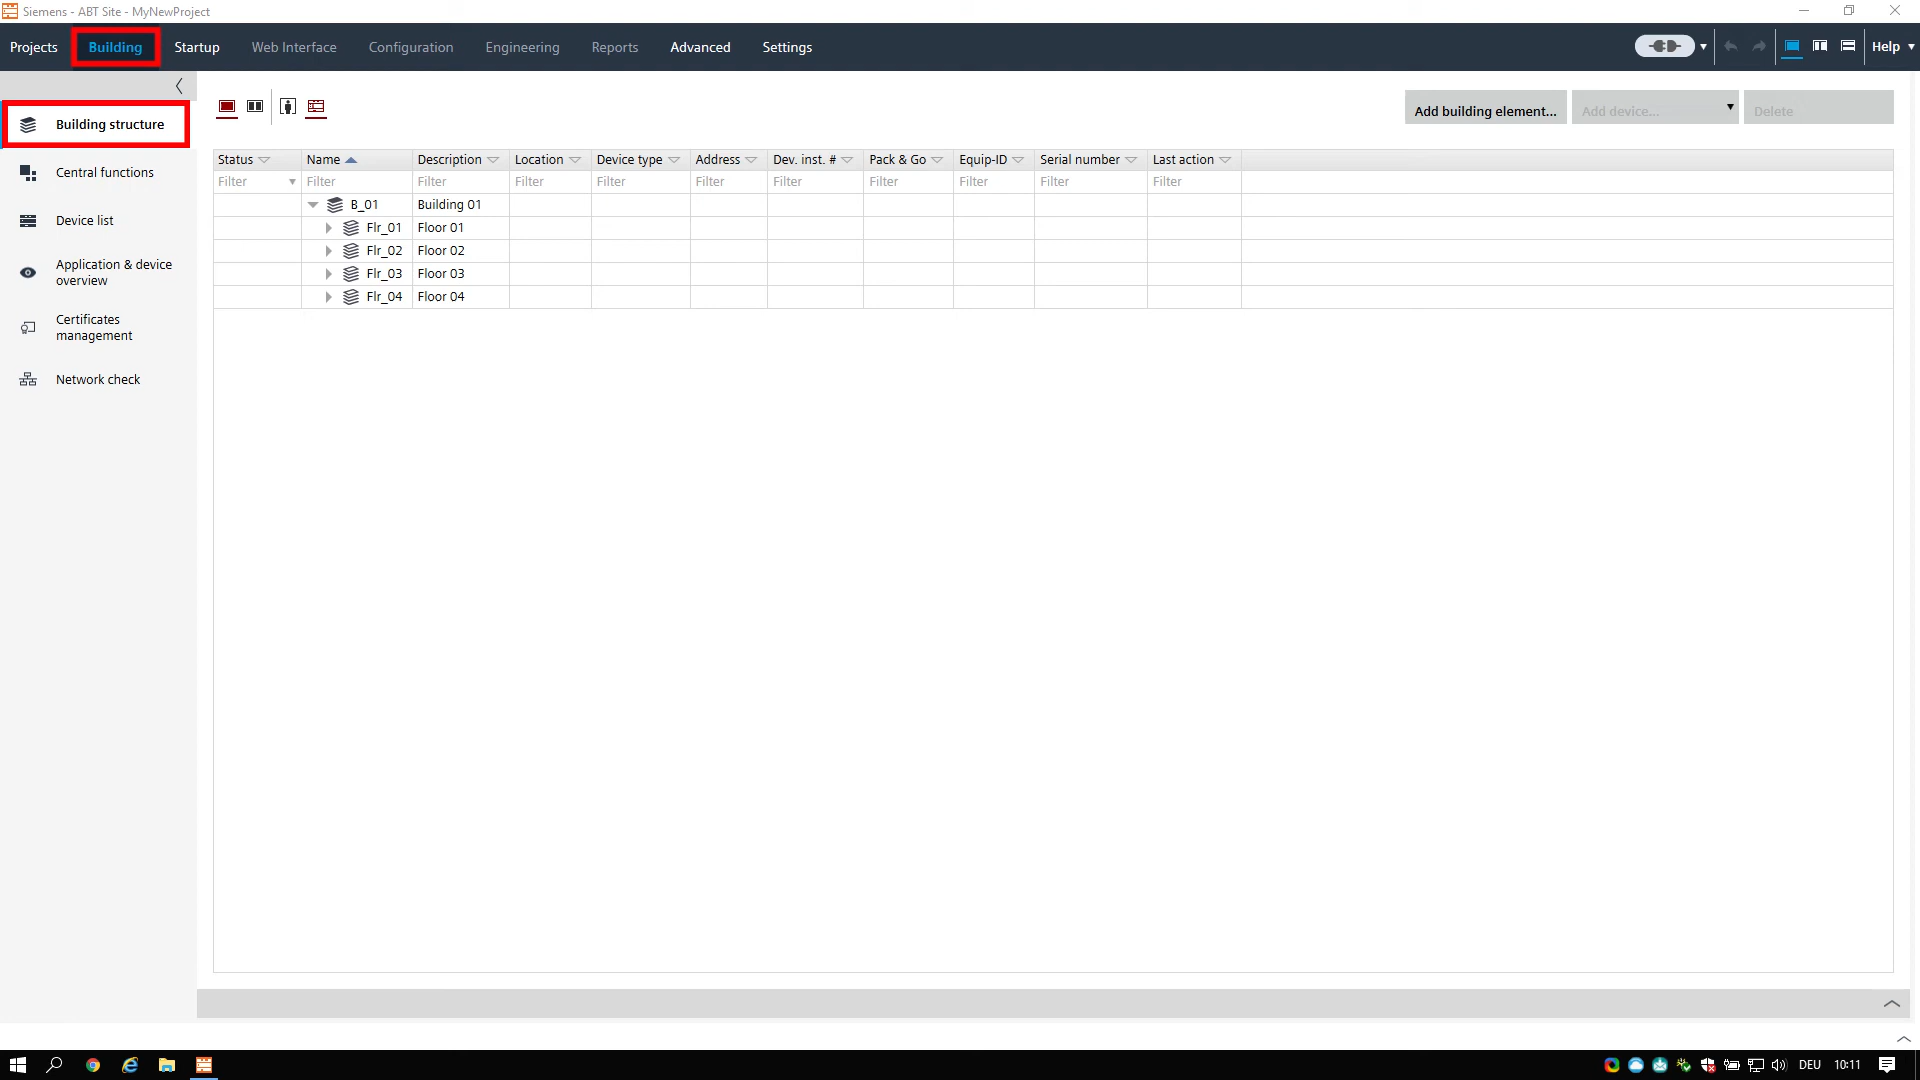 Siemens - ABT Site - MyNewProject
Projects Building Startup Web Interface Configuration Engineering Reports Advanced Settings Help
Building structure
Central functions
Device list
Application & device
overview
Certificates
management
Network check
Add building element... Add device... Delete
Status Name Description Location Device type Address Dev. inst. # Pack & Go Equip-ID Serial number Last action
Filter Filter Filter Filter Filter Filter Filter Filter Filter Filter Filter
B_01 Building 01
Flr_01 Floor 01
Flr_02 Floor 02
Flr_03 Floor 03
Flr_04 Floor 04
DEU 10:11